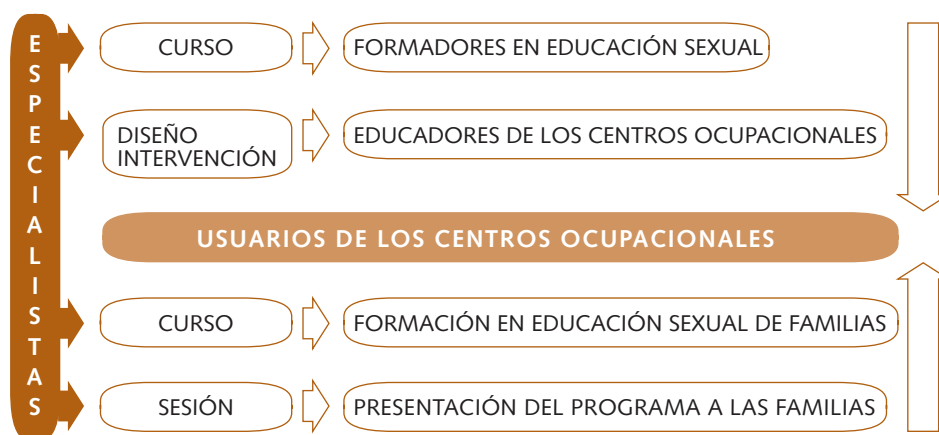 ESPECIALISTAS
CURSO
FORMADORES EN EDUCACIÓN SEXUAL
DISEÑO
INTERVENCIÓN
EDUCADORES DE LOS CENTROS OCUPACIONALES
USUARIOS DE LOS CENTROS OCUPACIONALES
CURSO
FORMACIÓN EN EDUCACIÓN SEXUAL DE FAMILIAS
SESIÓN
PRESENTACIÓN DEL PROGRAMA A LAS FAMILIAS